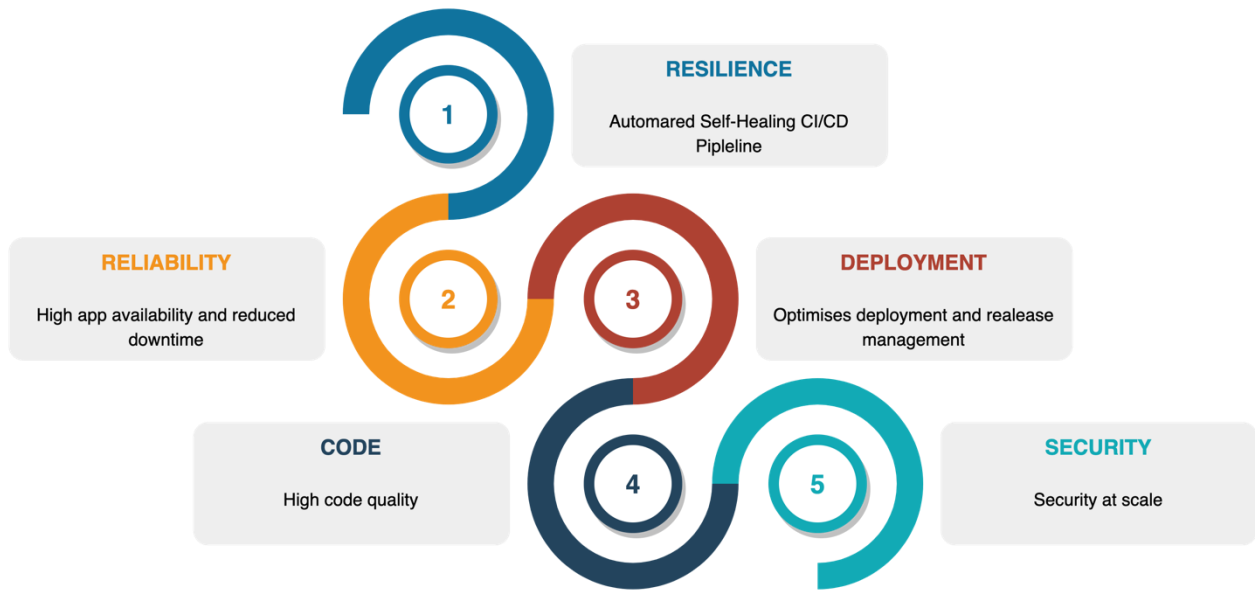 1
RESILIENCE
Automared Self-Healing CI/CD
Pipleline
RELIABILITY
High app availability and reduced
downtime
2
3
DEPLOYMENT
Optimises deployment and realease
management
CODE
High code quality
4
5
SECURITY
Security at scale